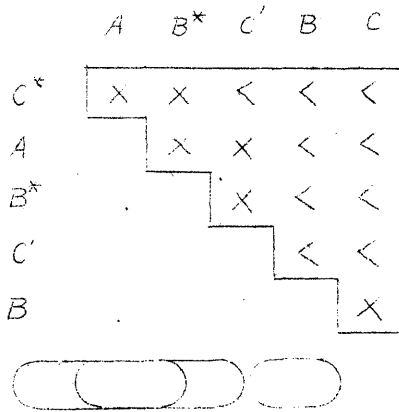 A B* C' B C
C* × × < < <
A × × < <
B* × < <
C' < <
B ×